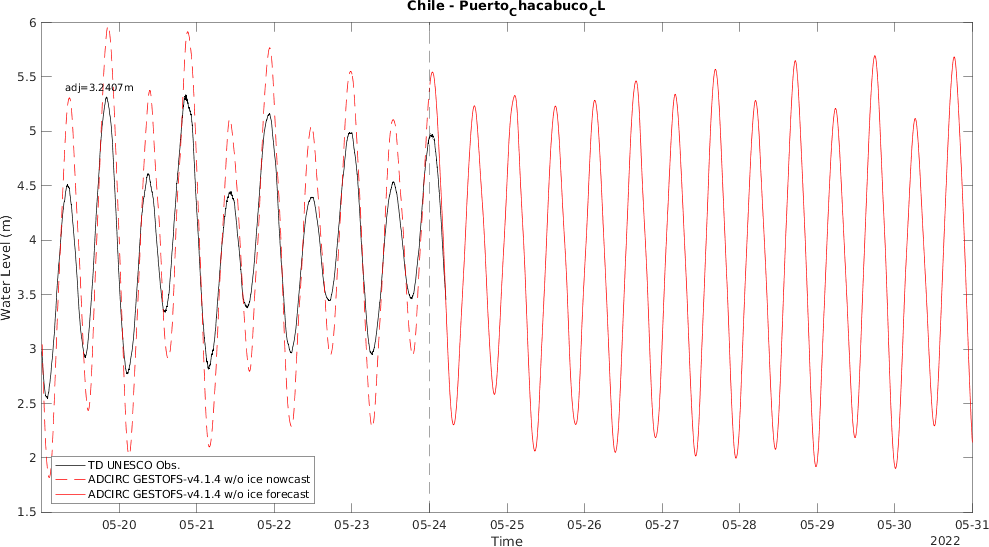 Chile - Puerto_Chacabuco_CL
6
5.5
5
4.5
4
3.5
3
2.5
2
1.5
Water Level (m)
adj=3.2407m
TD UNESCO Obs.
ADCIRC GESTOFS-v4.1.4 w/o ice nowcast
ADCIRC GESTOFS-v4.1.4 w/o ice forecast
05-20 05-21 05-22 05-23 05-24 05-25 05-26 05-27 05-28 05-29 05-30 05-31
Time
2022